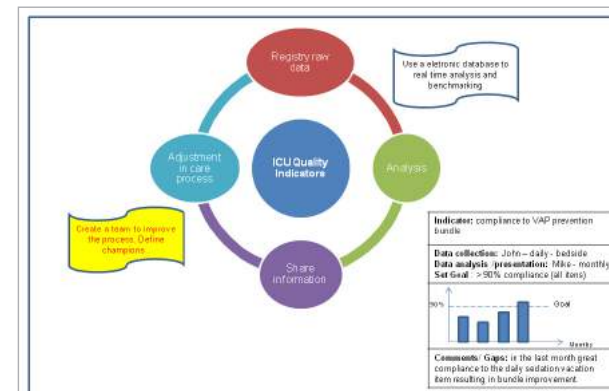 Registry raw
data
Use a eletronic database to
real time analysis and
benchmarking
Adjustment
in care
process
ICU Quality
Indicators
Analysis
Create a team to improve
the process. Define
champions
Share
information
Indicator: compliance to VAP prevention
bundle
Data collection: John – daily - bedside
Data analysis /presentation: Mike - monthly
Set Goal : > 90% compliance (all itens)
90%
Goal
Months
Comments/ Gaps: in the last month great
compliance to the daily sedation vacation
item resulting in bundle improvement.